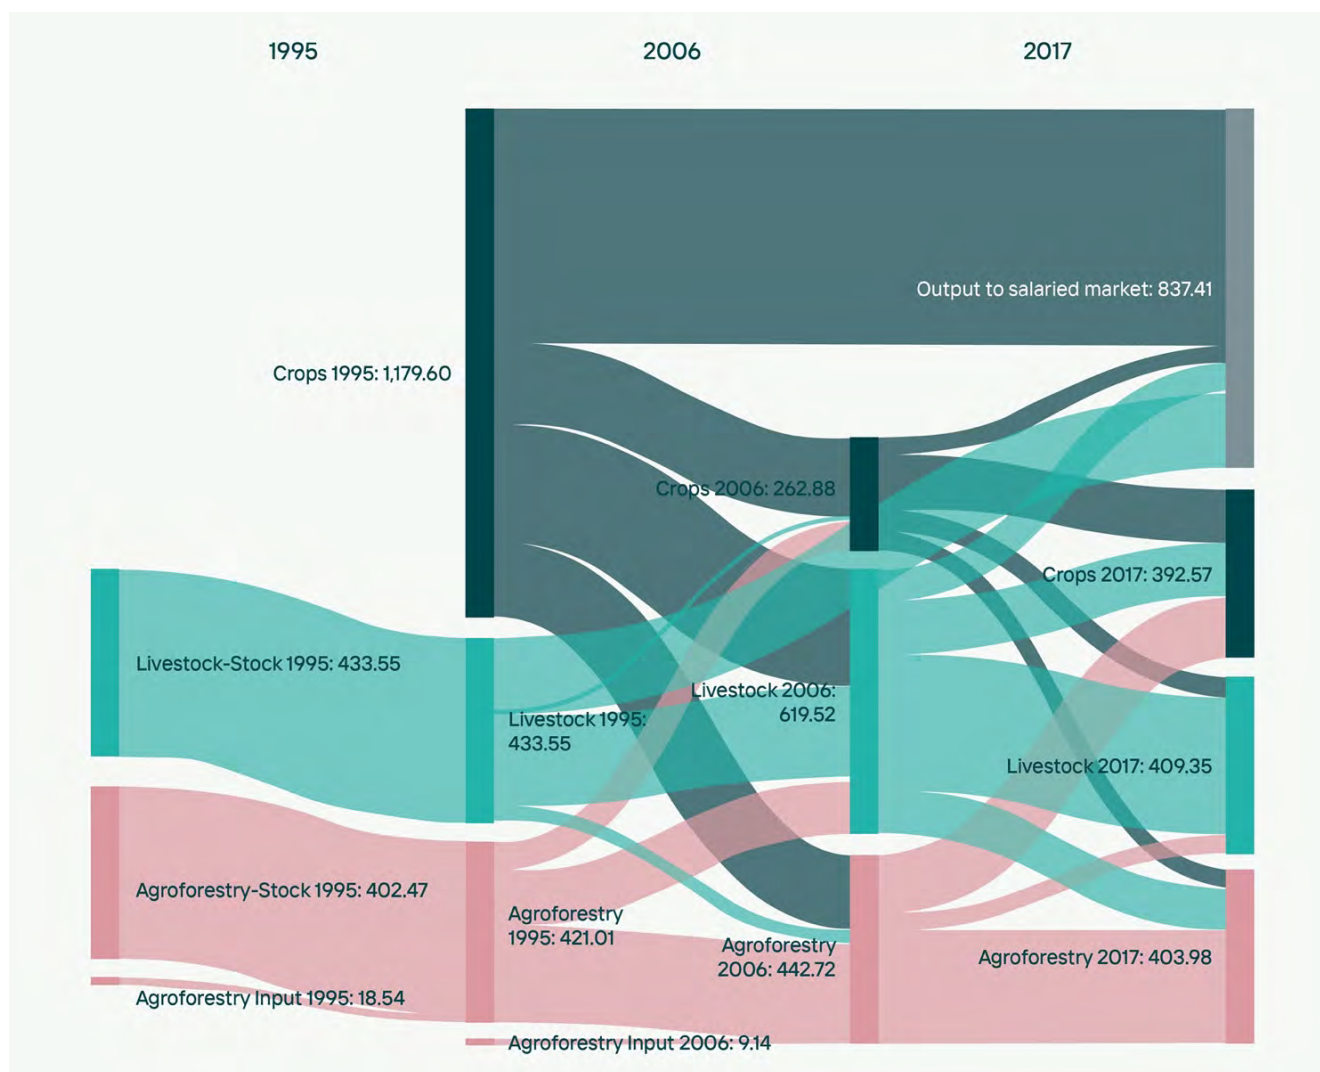 1995
2006
2017
Output to salaried market: 837.41
Crops 1995: 1,179.60
Crops 2006: 262.88
Crops 2017: 392.57
Livestock-Stock 1995: 433.55
Livestock 1995:
433.55
Livestock 2006:
619.52
Livestock 2017: 409.35
Agroforestry-Stock 1995: 402.47
Agroforestry
1995: 421.01
Agroforestry
2006: 442.72
Agroforestry 2017: 403.98
Agroforestry Input 1995: 18.54
Agroforestry Input 2006: 9.14